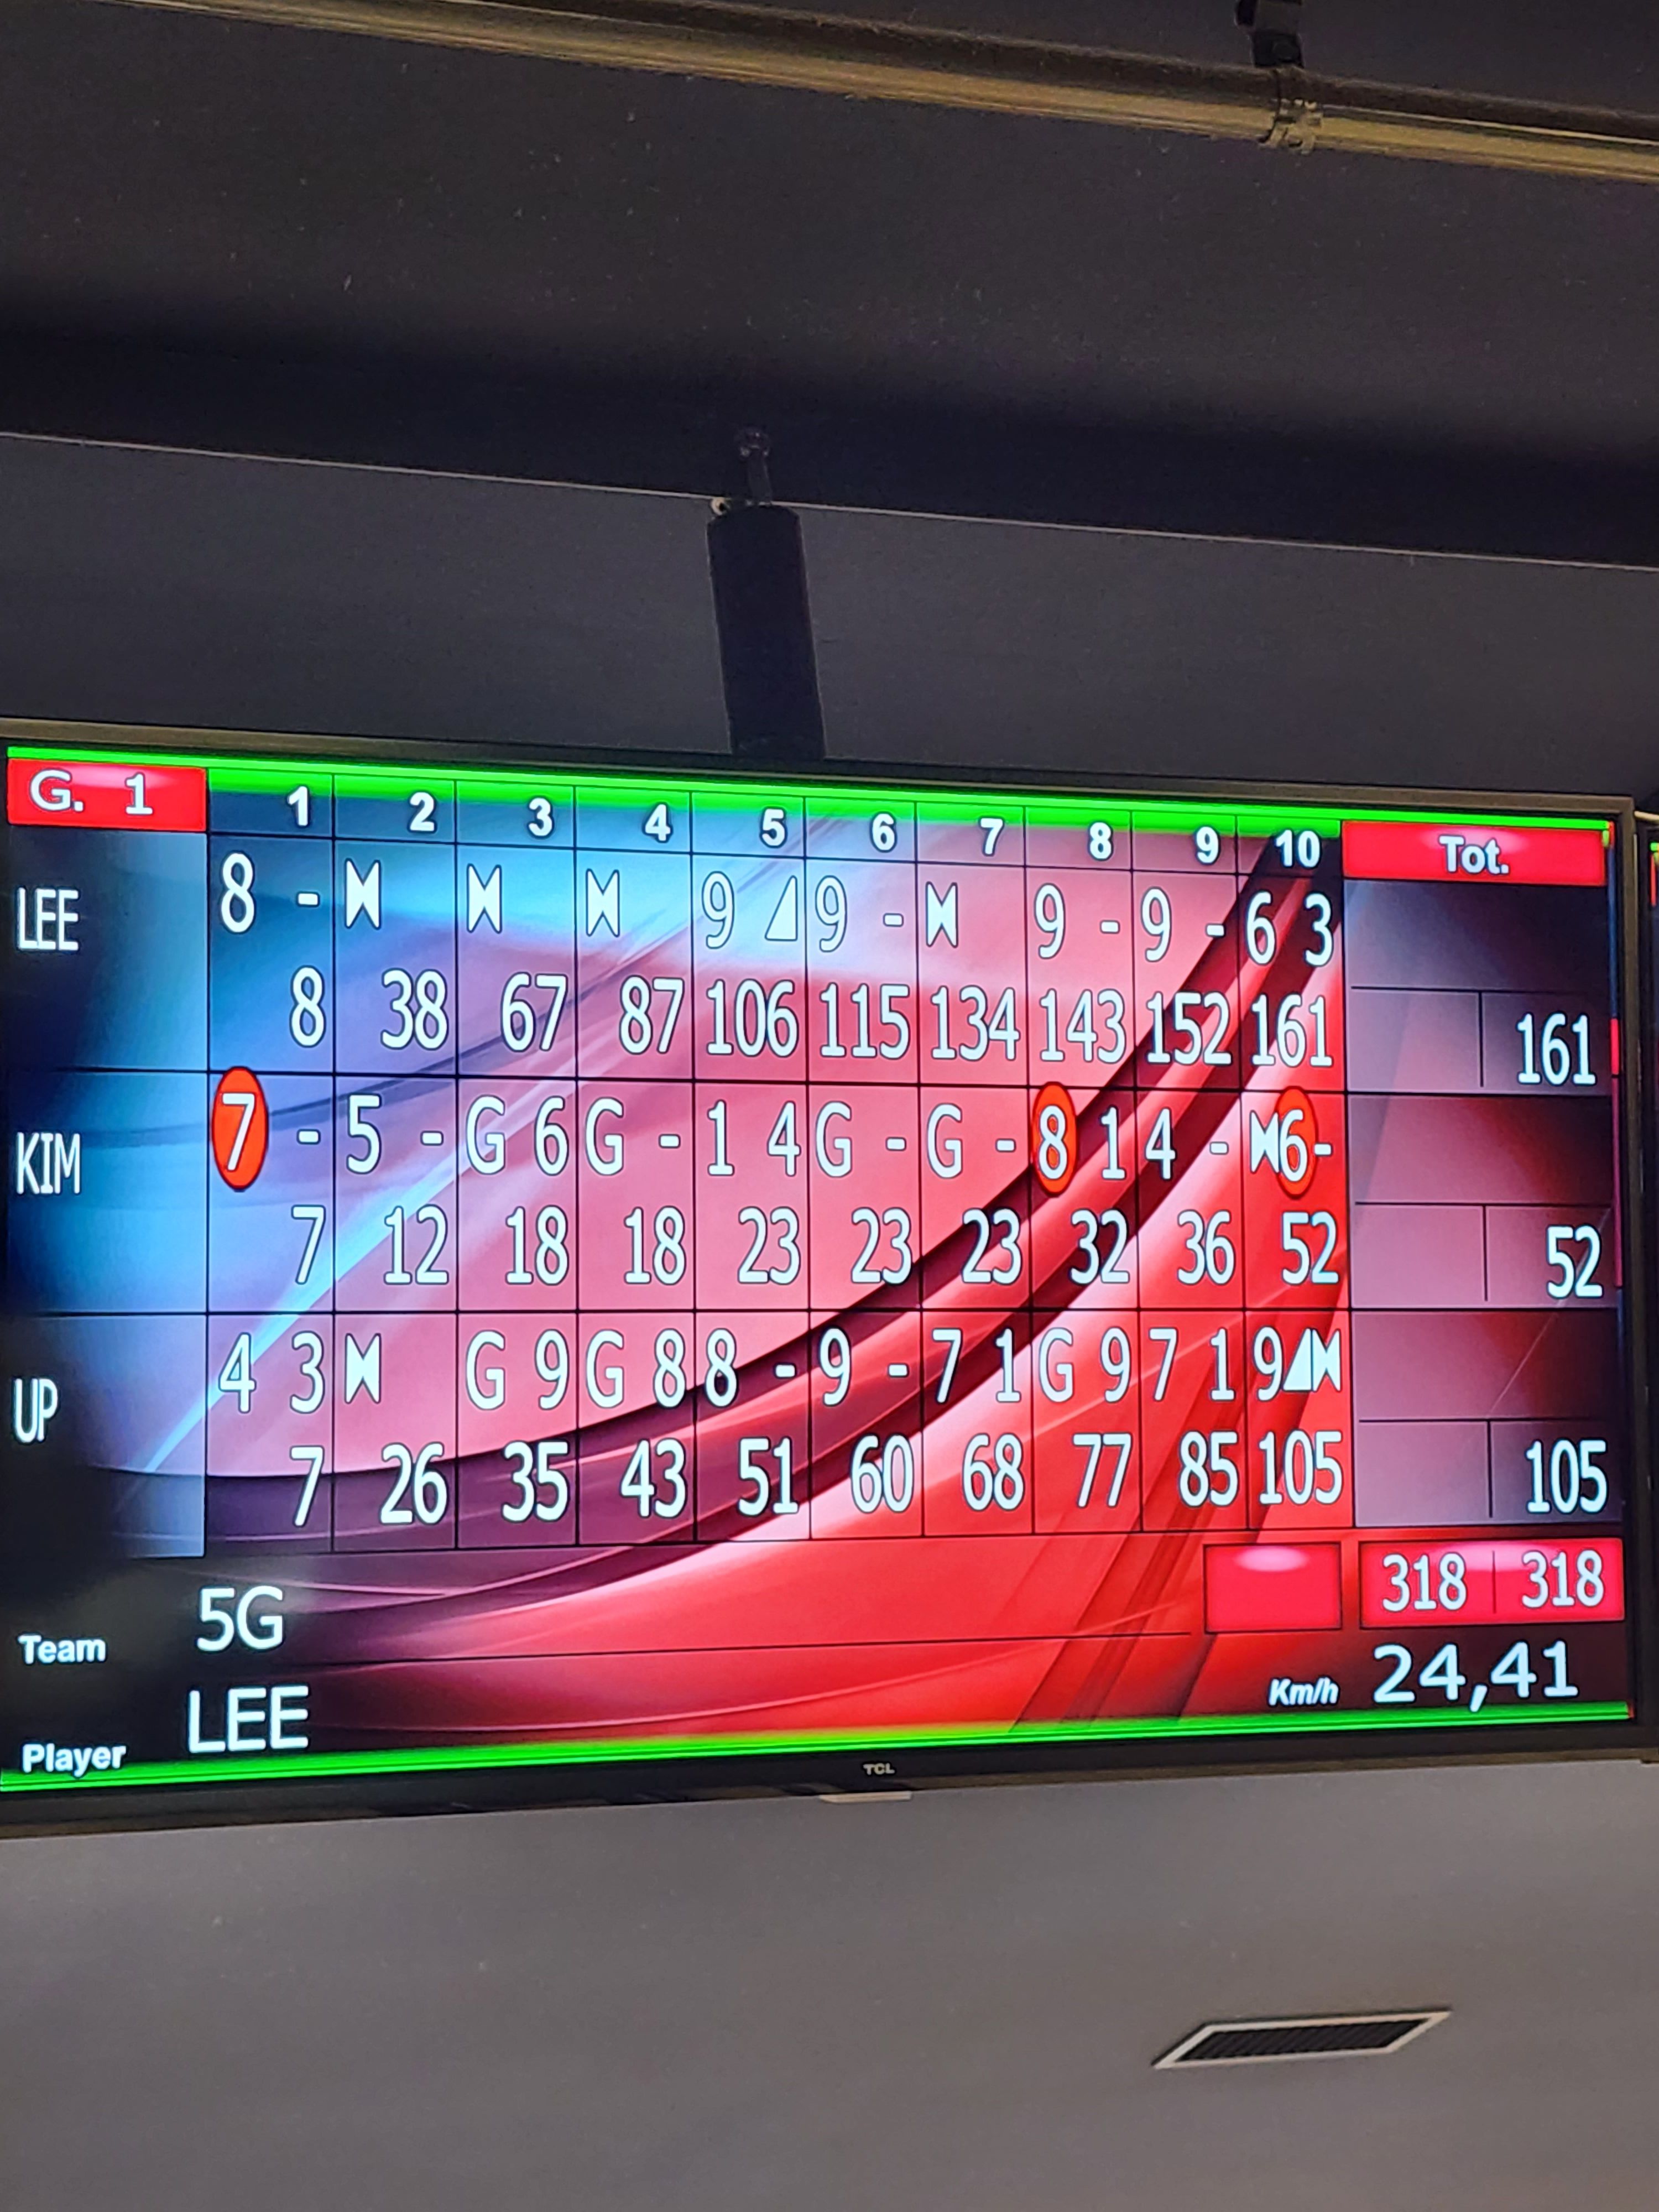 G. 1 1 2 3 4 5 6 7 8 9 10 Tot.
LEE 8 - 9 9 - 9 - 9 - 6 3
8 38 67 87 106 115 134 143 152 161 161
KIM 7 - 5 - G 6 G - 1 4 G - G - 8 1 4 - 6 -
7 12 18 18 23 23 23 32 36 52 52
UP 4 3 G 9 G 8 8 - 9 - 7 1 G 9 7 1 9
7 26 35 43 51 60 68 77 85 105 105
Team 5G 318 318
Player LEE Km/h 24,41
TCL